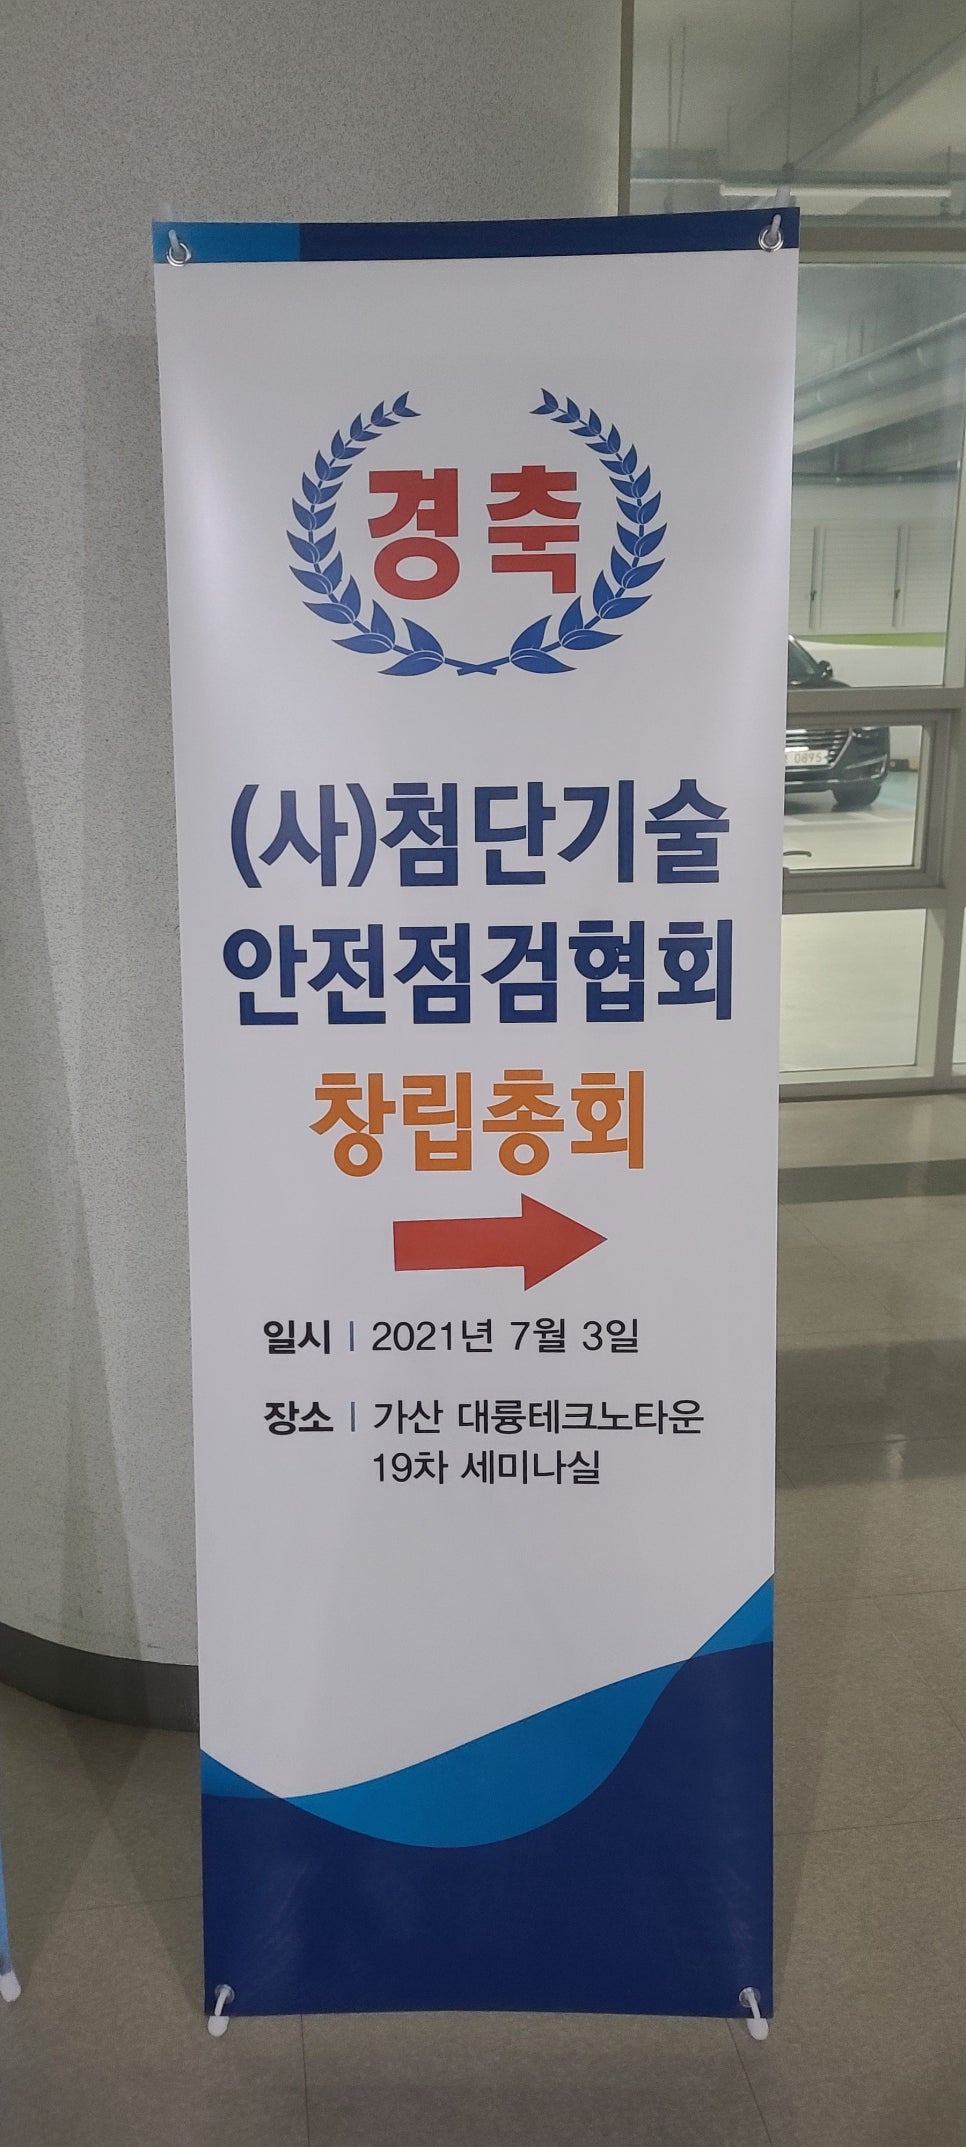 경축
(사)첨단기술
안전점검협회
창립총회
일시 | 2021년 7월 3일
장소 | 가산 대륭테크노타운
19차 세미나실
0895